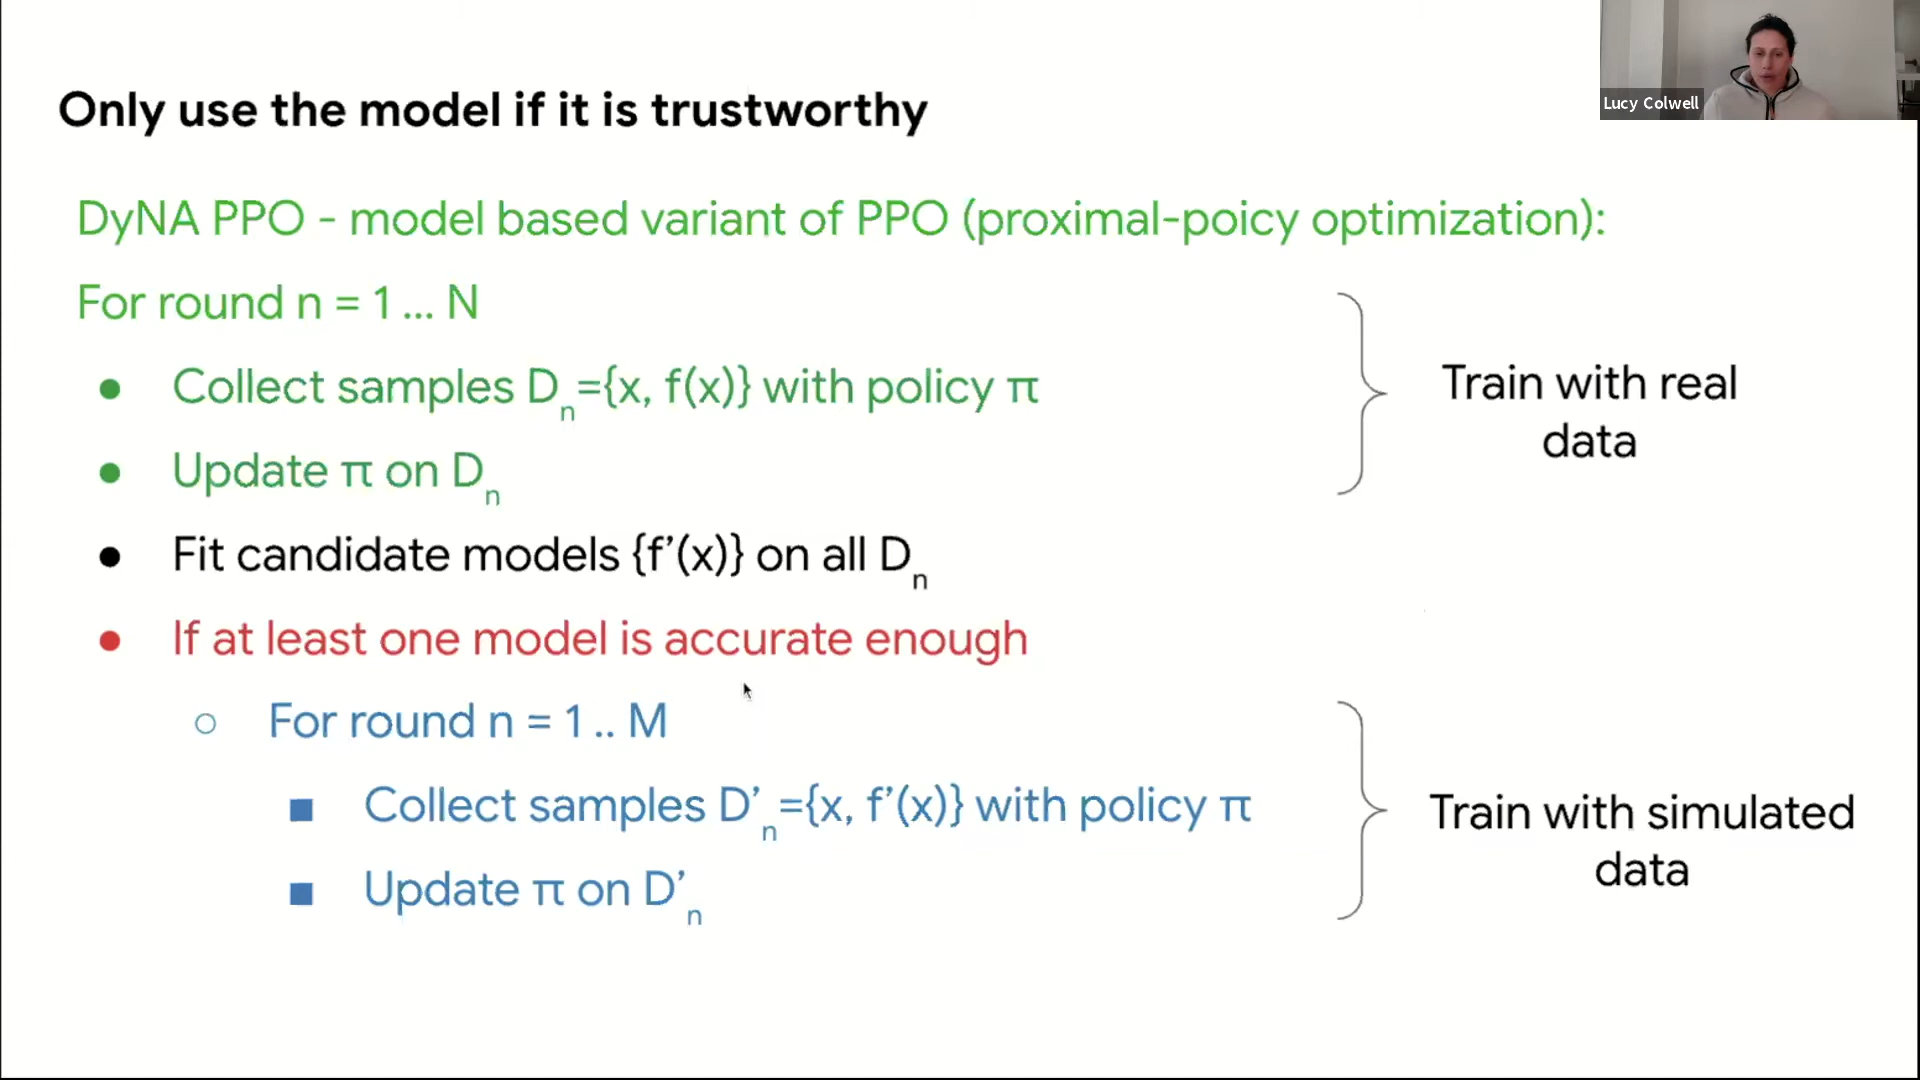 Lucy Colwell
Only use the model if it is trustworthy
DyNA PPO - model based variant of PPO (proximal-poicy optimization):
For round n = 1 ... N
● Collect samples Dn={x, f(x)} with policy π
● Update π on Dn
Train with real
data
● Fit candidate models {f’(x)} on all Dn
● If at least one model is accurate enough
○ For round n = 1 .. M
■ Collect samples D’n={x, f’(x)} with policy π
■ Update π on D’n
Train with simulated
data